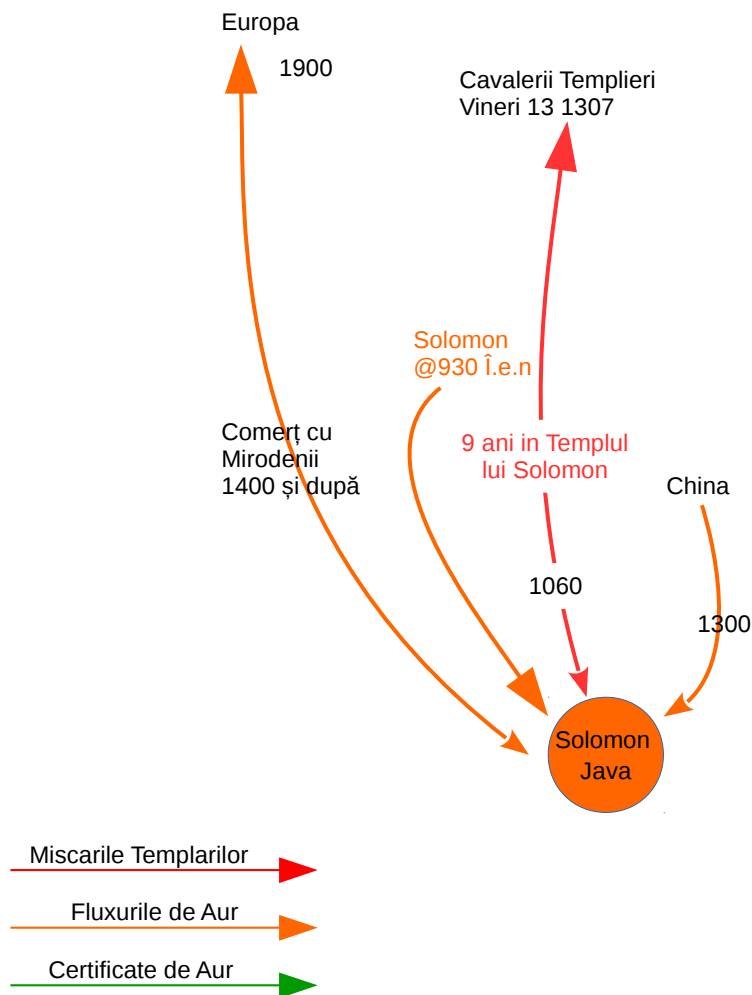 Europa
1900
Cavalerii Templieri
Vineri 13 1307
Solomon
@930 Î.e.n
Comerț cu
Mirodenii
1400 și după
9 ani in Templul
lui Solomon
China
1060
1300
Solomon
Java
Miscarile Templarilor
Fluxurile de Aur
Certificate de Aur